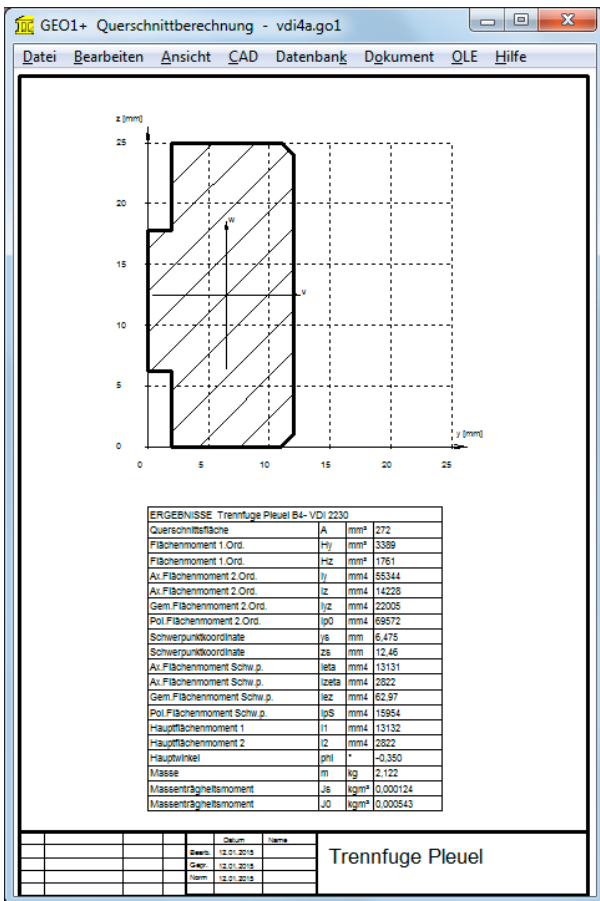 GEO1+ Querschnittberechnung - vdi4a.go1
Datei Bearbeiten Ansicht CAD Datenbank Dokument OLE Hilfe
z [mm]
25
20
w
15
v
10
5
y [mm]
0
0 5 10 15 20 25
ERGEBNISSE Trennfuge Pleuel B4- VDI 2230
Querschnittsfläche A mm² 272
Flächenmoment 1.Ord. Hy mm³ 3389
Flächenmoment 1.Ord. Hz mm³ 1761
Ax.Flächenmoment 2.Ord. Iy mm4 55344
Ax.Flächenmoment 2.Ord. Iz mm4 14228
Gem.Flächenmoment 2.Ord. Iyz mm4 22005
Pol.Flächenmoment 2.Ord. Ip0 mm4 69572
Schwerpunktkoordinate ys mm 6,475
Schwerpunktkoordinate zs mm 12,46
Ax.Flächenmoment Schw.p. Ieta mm4 13131
Ax.Flächenmoment Schw.p. Izeta mm4 2822
Gem.Flächenmoment Schw.p. Iez mm4 62,97
Pol.Flächenmoment Schw.p. IpS mm4 15954
Hauptflächenmoment 1 I1 mm4 13132
Hauptflächenmoment 2 I2 mm4 2822
Hauptwinkel phi ° -0,350
Masse m kg 2,122
Massenträgheitsmoment Js kgm² 0,000124
Massenträgheitsmoment J0 kgm² 0,000543
Datum Name
Bearb. 12.01.2015
Gepr. 12.01.2015
Norm 12.01.2015
Trennfuge Pleuel